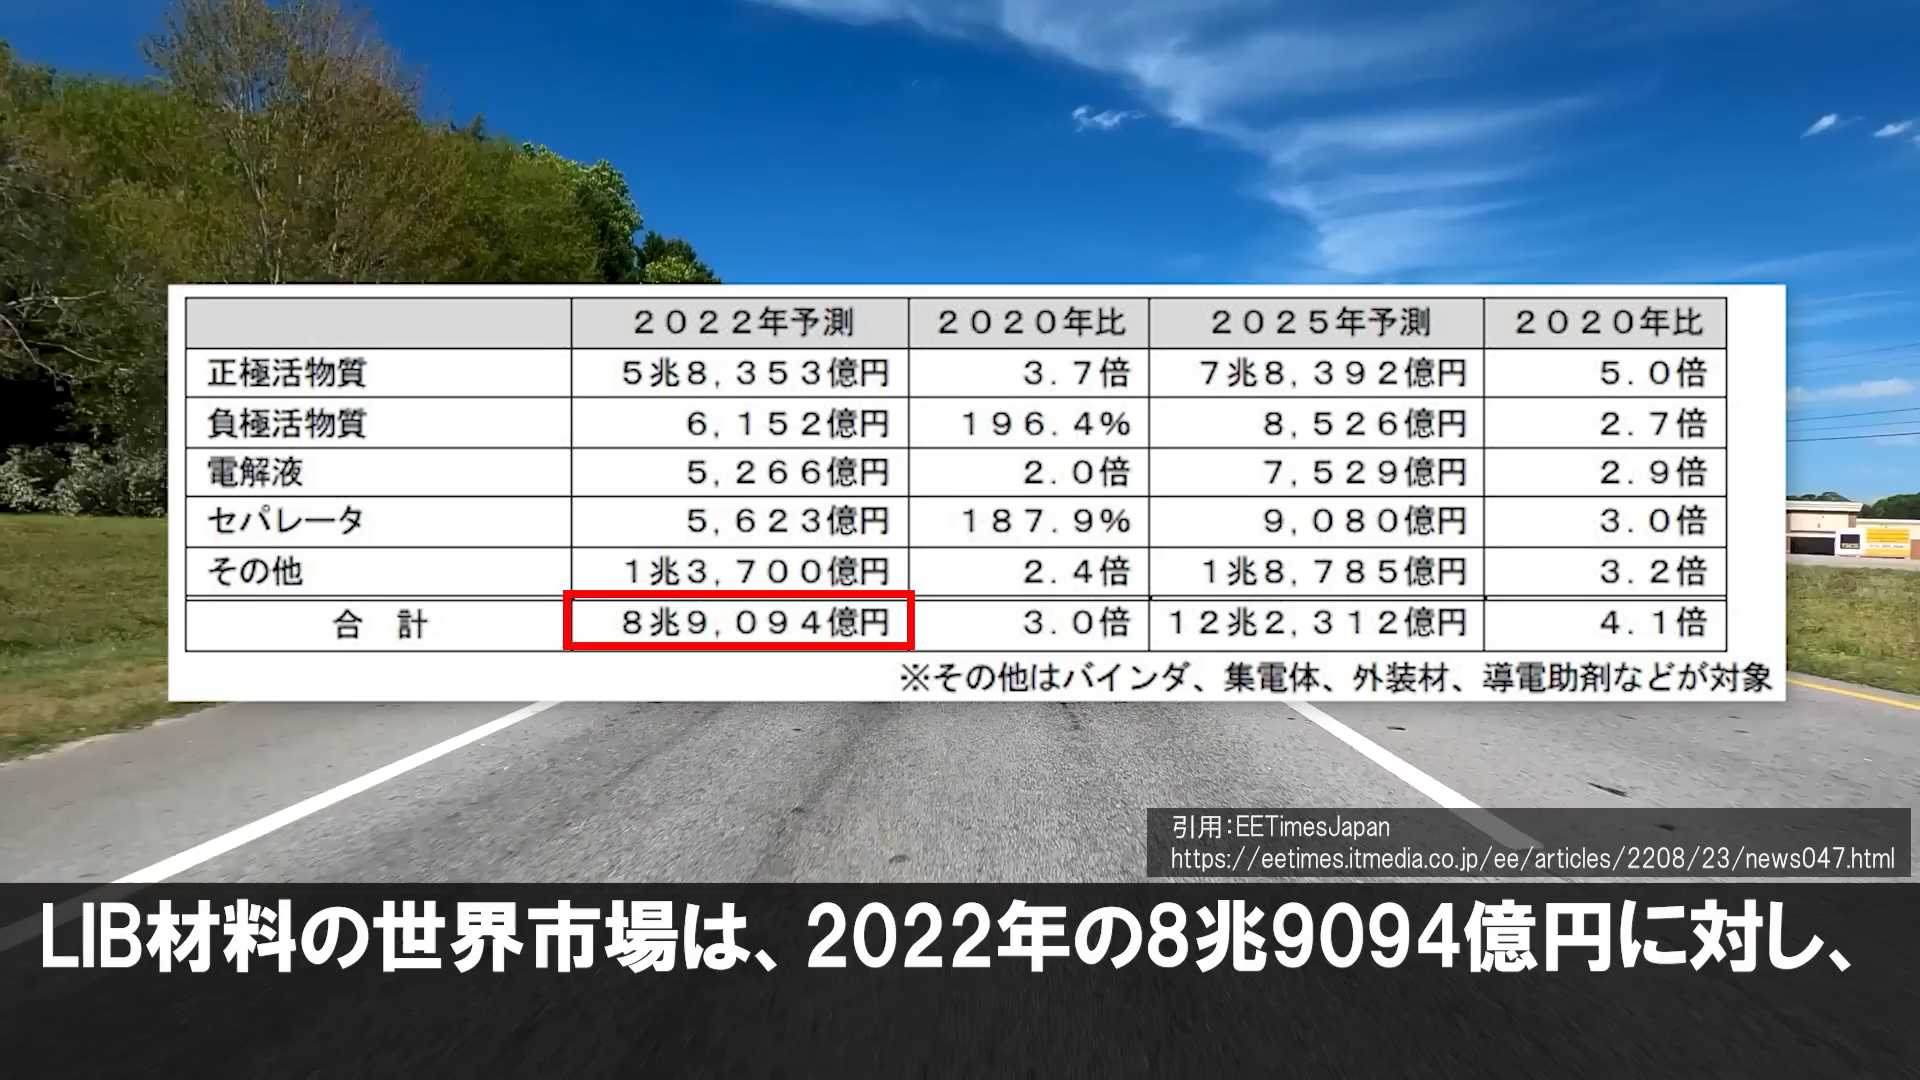 ２０２２年予測 ２０２０年比 ２０２５年予測 ２０２０年比
正極活物質 ５兆８，３５３億円 ３．７倍 ７兆８，３９２億円 ５．０倍
負極活物質 ６，１５２億円 １９６．４% ８，５２６億円 ２．７倍
電解液 ５，２６６億円 ２．０倍 ７，５２９億円 ２．９倍
セパレータ ５，６２３億円 １８７．９% ９，０８０億円 ３．０倍
その他 １兆３，７００億円 ２．４倍 １兆８，７８５億円 ３．２倍
合　計 ８兆９，０９４億円 ３．０倍 １２兆２，３１２億円 ４．１倍
※その他はバインダ、集電体、外装材、導電助剤などが対象
引用：EETimesJapan
https://eetimes.itmedia.co.jp/ee/articles/2208/23/news047.html
LIB材料の世界市場は、2022年の8兆9094億円に対し、